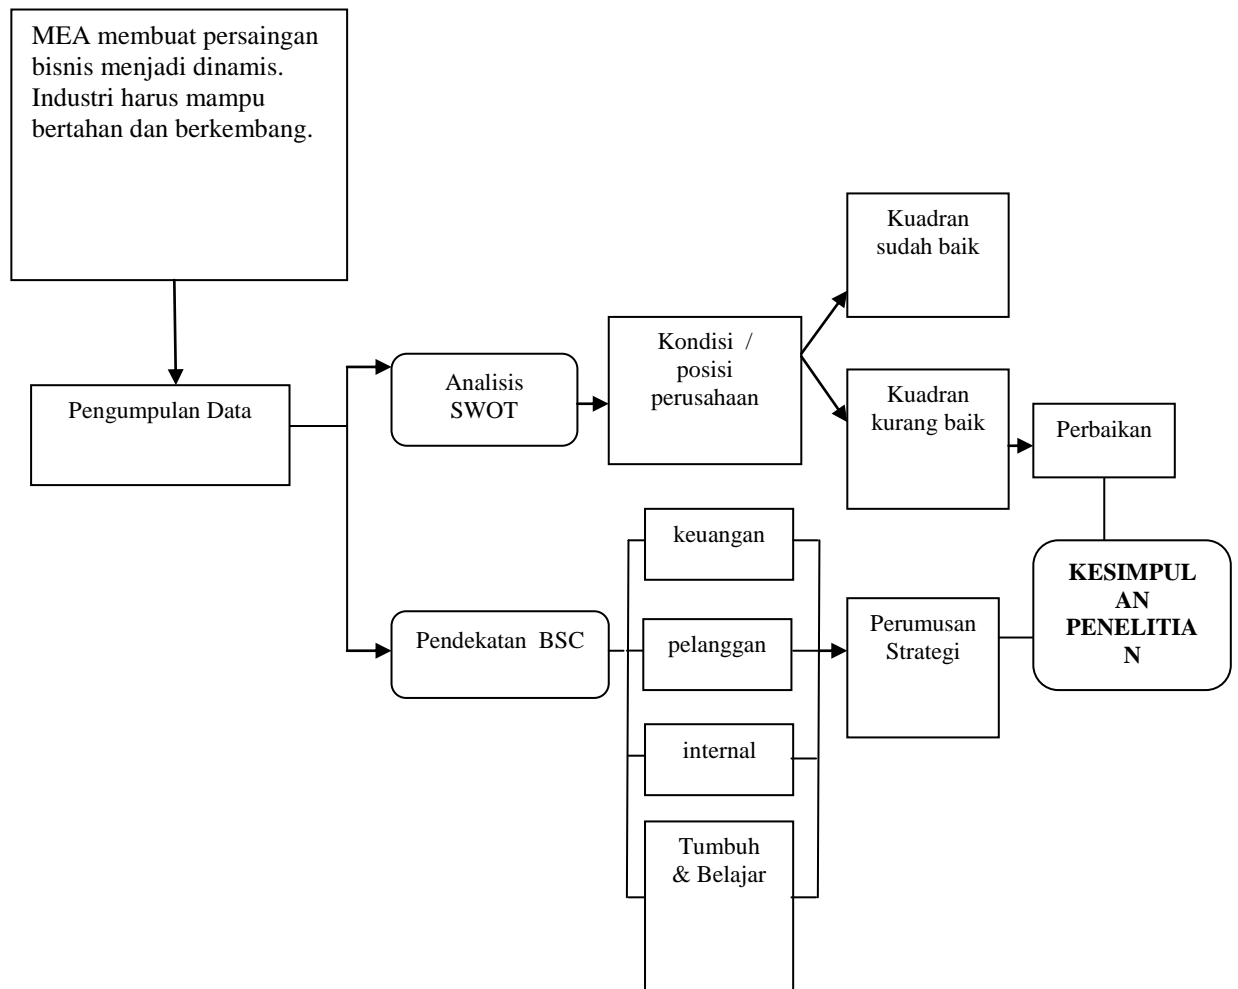 MEA membuat persaingan
bisnis menjadi dinamis.
Industri harus mampu
bertahan dan berkembang.
Pengumpulan Data
Analisis
SWOT
Kondisi /
posisi
perusahaan
Kuadran
sudah baik
Kuadran
kurang baik
Perbaikan
Pendekatan BSC
keuangan
pelanggan
internal
Tumbuh
& Belajar
Perumusan
Strategi
KESIMPUL
AN
PENELITIA
N